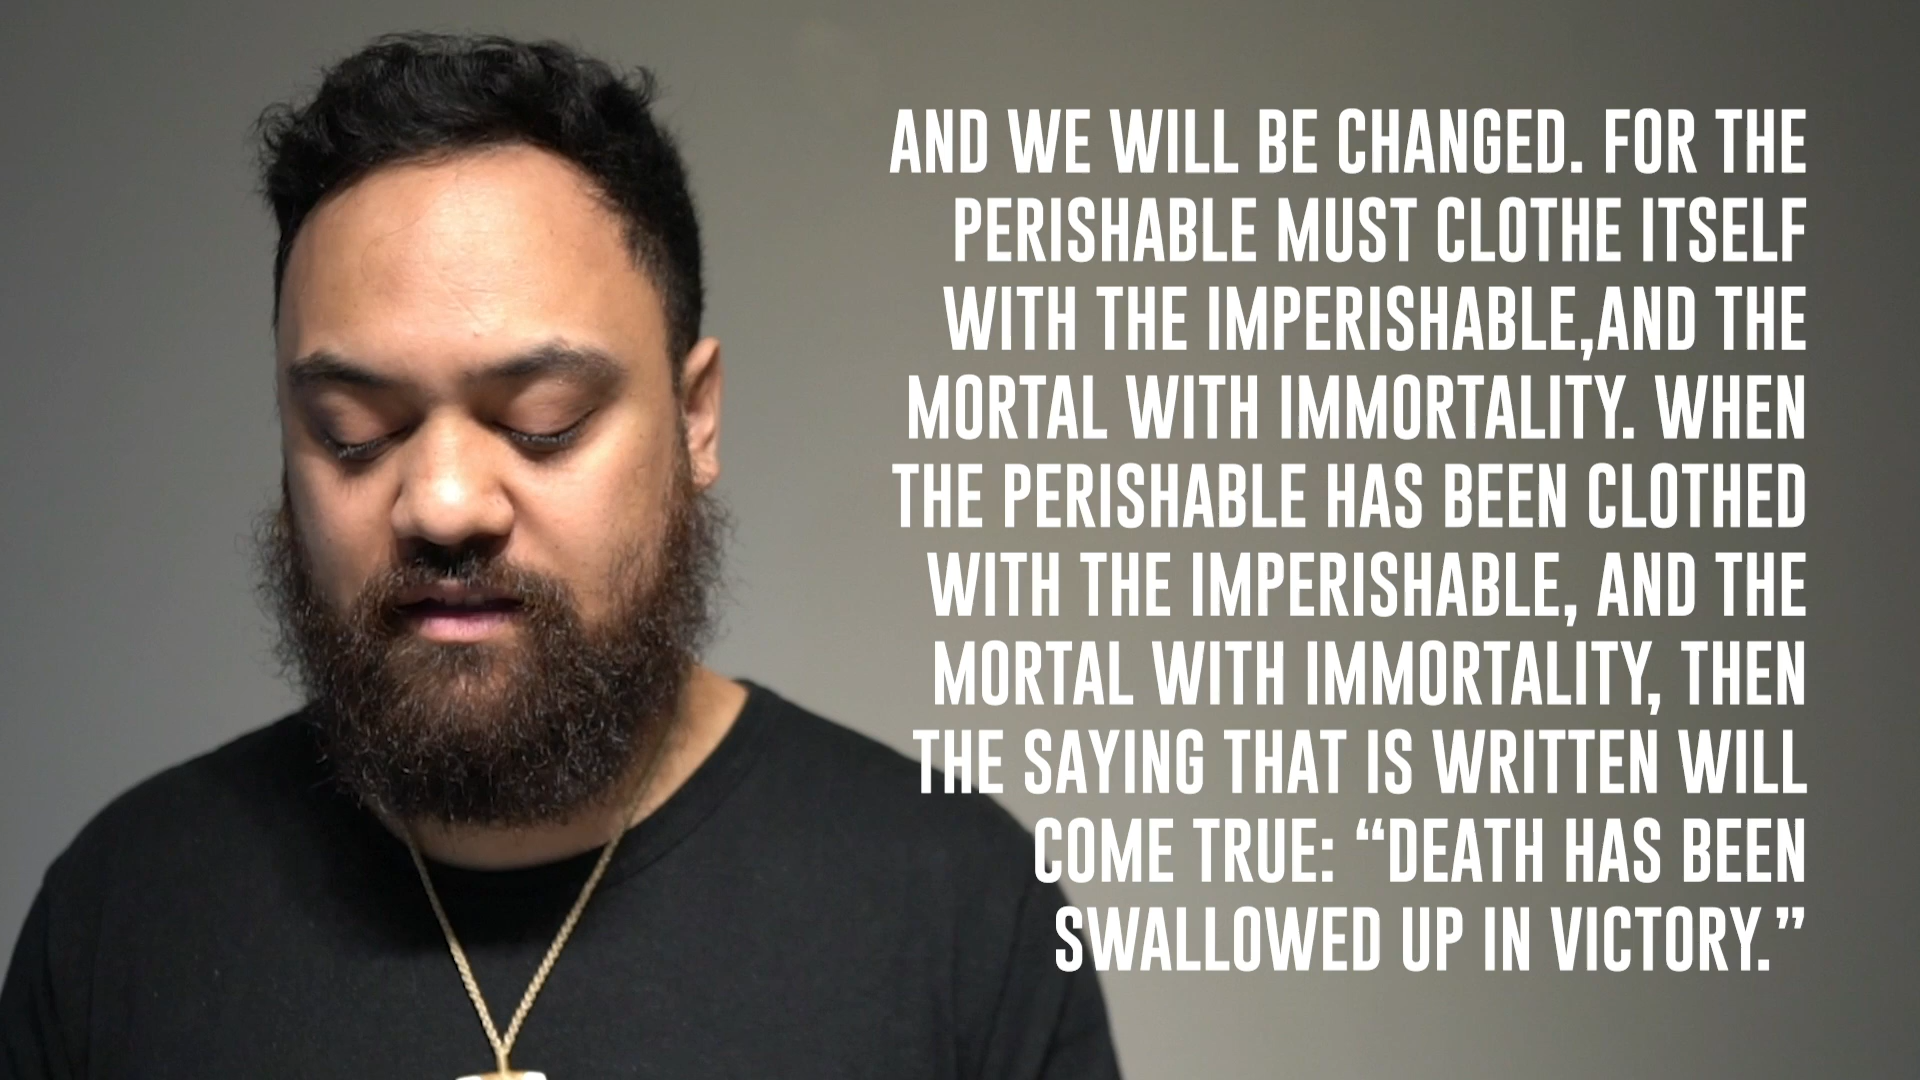 AND WE WILL BE CHANGED. FOR THE
PERISHABLE MUST CLOTHE ITSELF
WITH THE IMPERISHABLE,AND THE
MORTAL WITH IMMORTALITY. WHEN
THE PERISHABLE HAS BEEN CLOTHED
WITH THE IMPERISHABLE, AND THE
MORTAL WITH IMMORTALITY, THEN
THE SAYING THAT IS WRITTEN WILL
COME TRUE: “DEATH HAS BEEN
SWALLOWED UP IN VICTORY.”